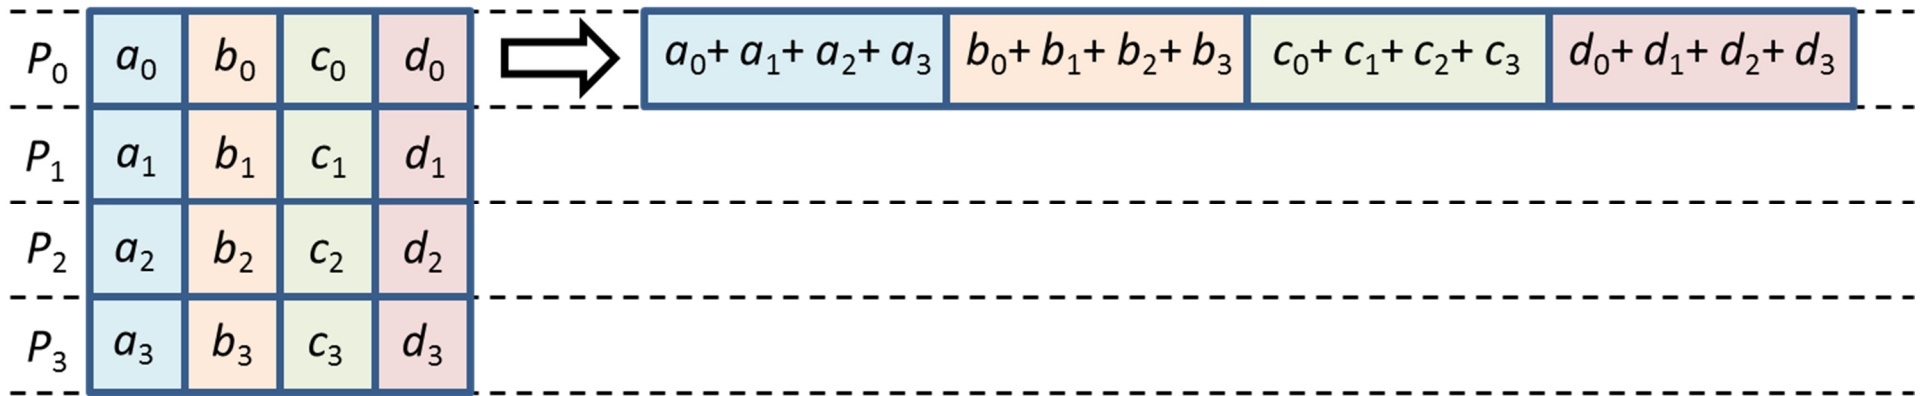 P₀ a₀ b₀ c₀ d₀ a₀+ a₁+ a₂+ a₃ b₀+ b₁+ b₂+ b₃ c₀+ c₁+ c₂+ c₃ d₀+ d₁+ d₂+ d₃
P₁ a₁ b₁ c₁ d₁
P₂ a₂ b₂ c₂ d₂
P₃ a₃ b₃ c₃ d₃